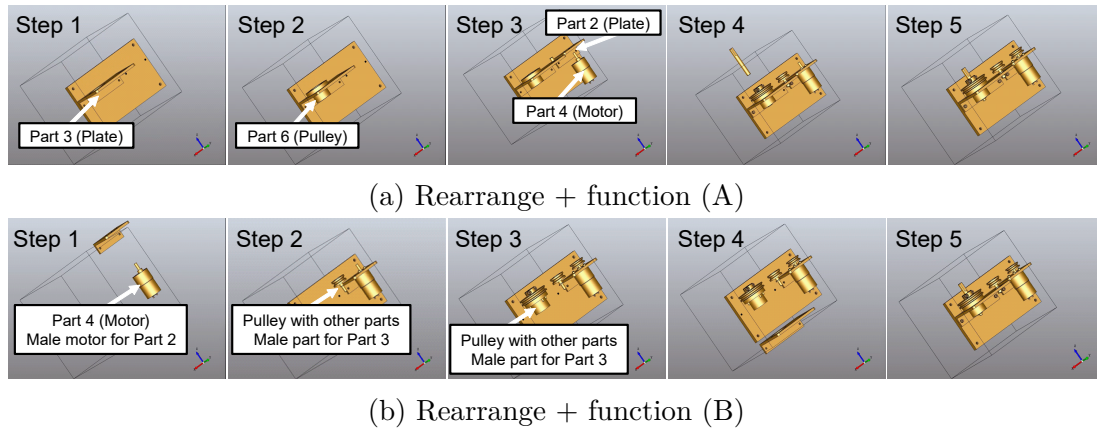 Step 1
Part 3 (Plate)
Step 2
Part 6 (Pulley)
Step 3
Part 2 (Plate)
Part 4 (Motor)
Step 4
Step 5
(a) Rearrange + function (A)
Step 1
Part 4 (Motor)
Male motor for Part 2
Step 2
Pulley with other parts
Male part for Part 3
Step 3
Pulley with other parts
Male part for Part 3
Step 4
Step 5
(b) Rearrange + function (B)